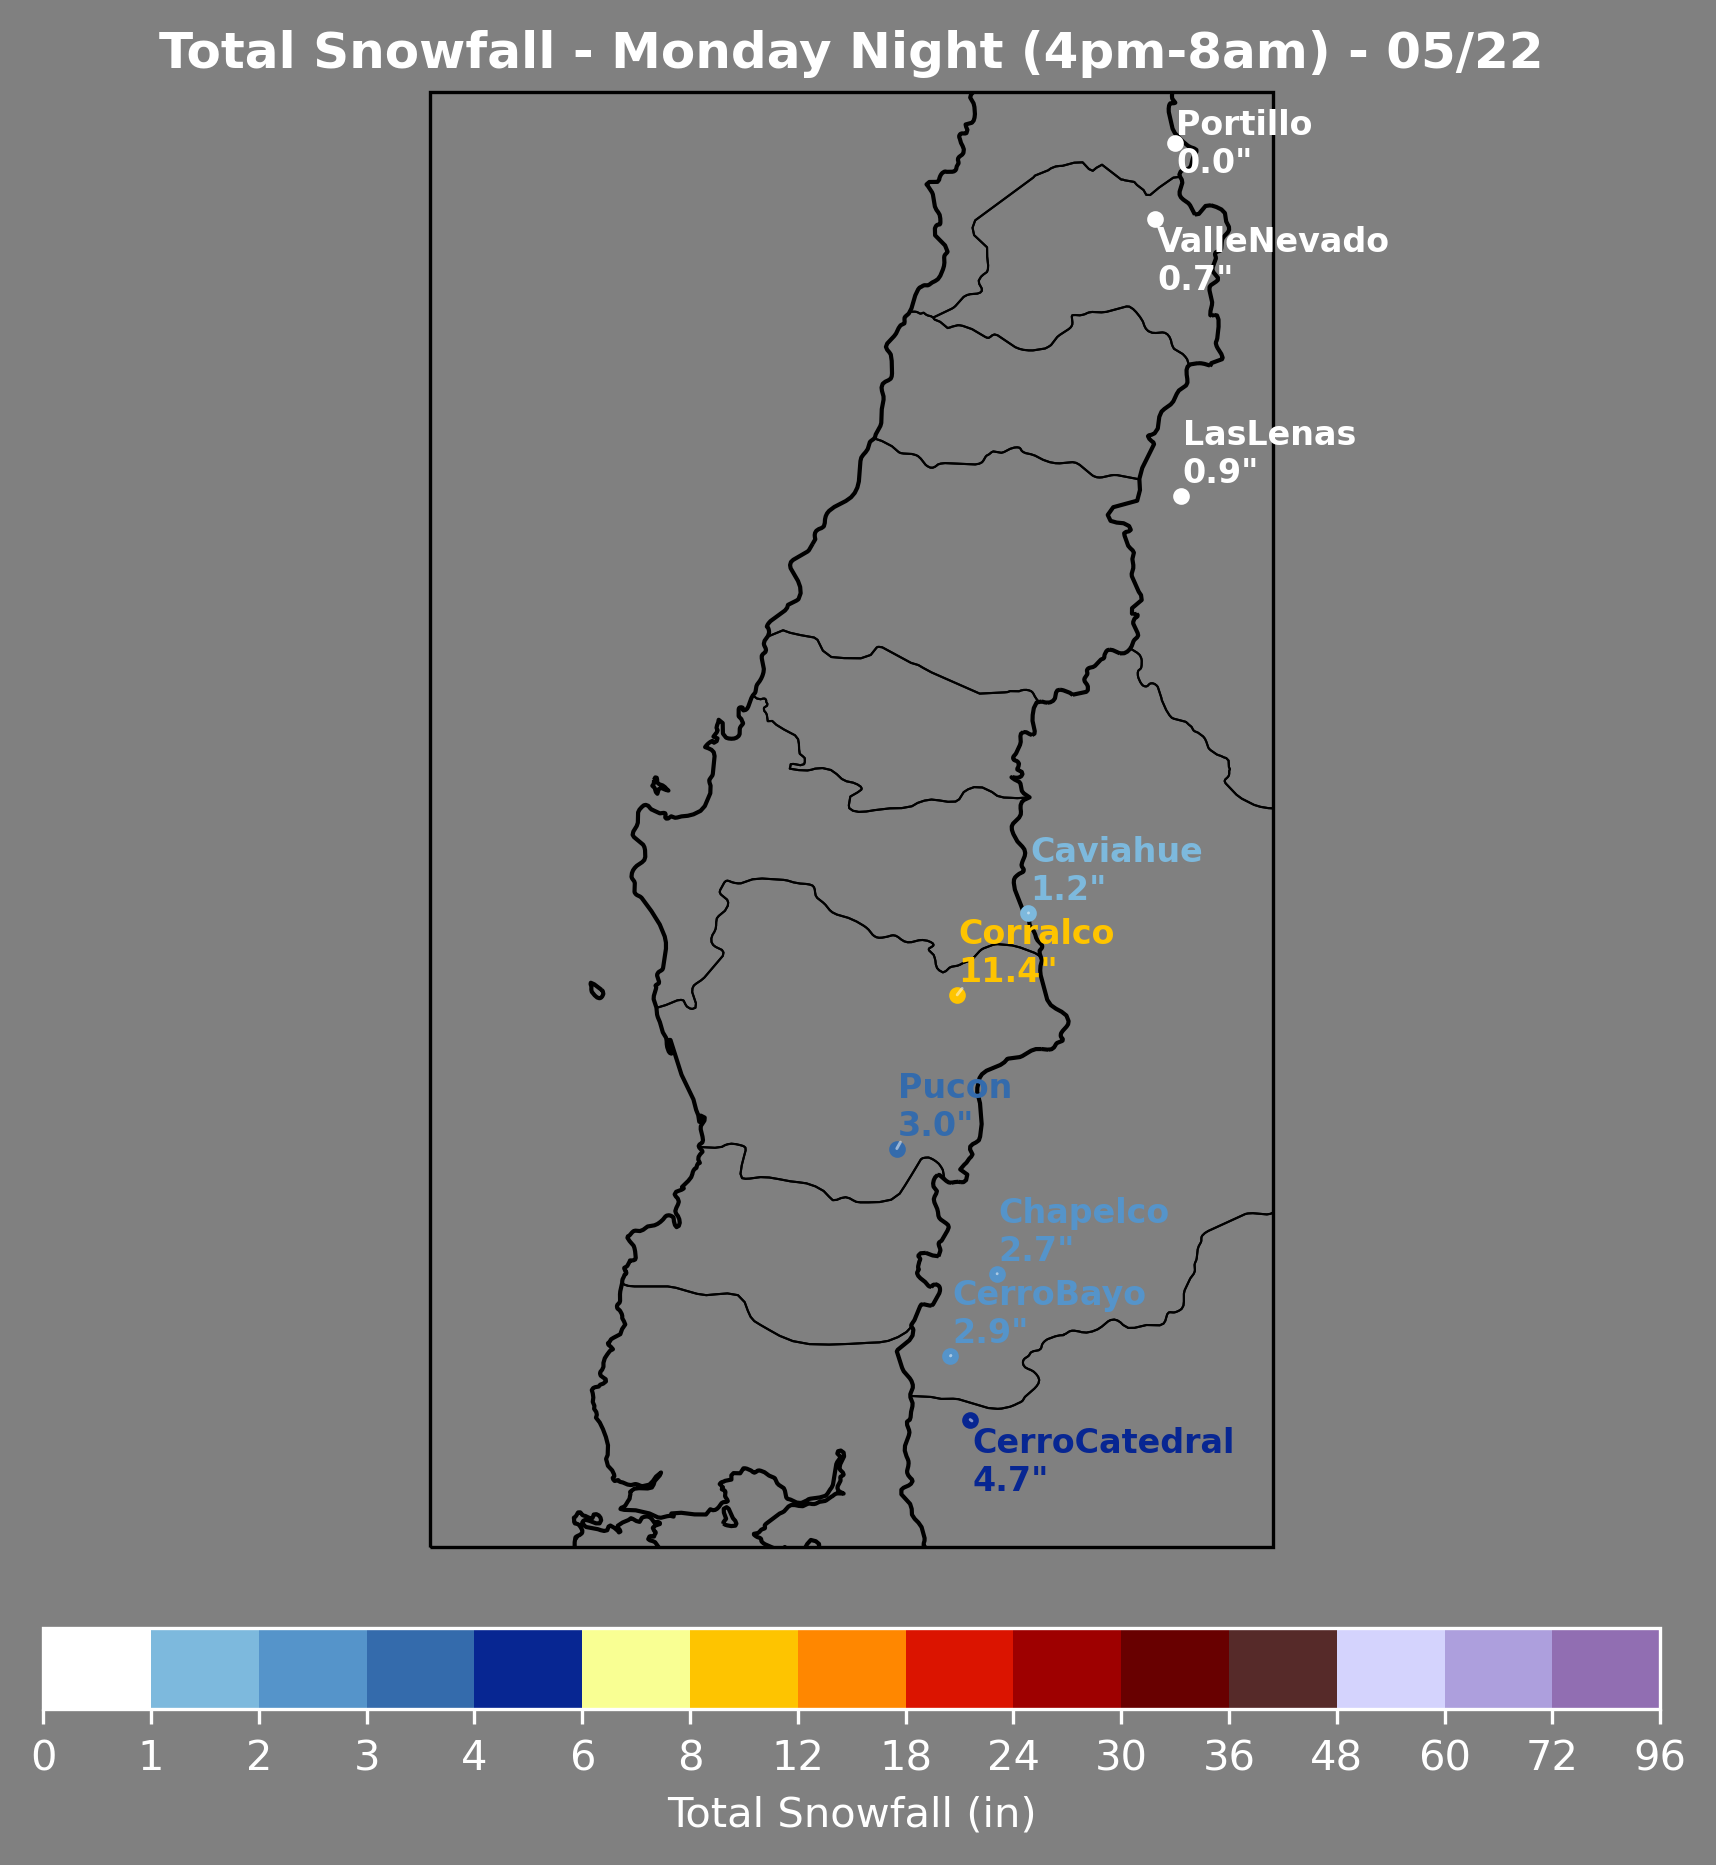 Total Snowfall - Monday Night (4pm-8am) - 05/22
Portillo
0.0"
ValleNevado
0.7"
LasLenas
0.9"
Caviahue
1.2"
Corralco
11.4"
Pucon
3.0"
Chapelco
2.7"
CerroBayo
2.9"
CerroCatedral
4.7"
0 1 2 3 4 6 8 12 18 24 30 36 48 60 72 96
Total Snowfall (in)